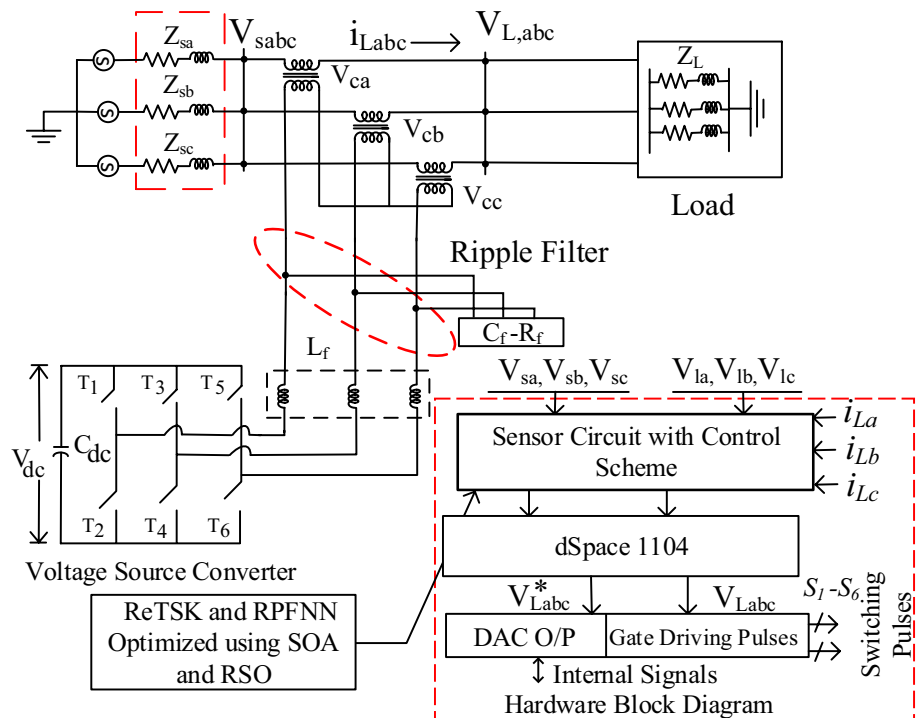 V_sabc
i_Labc
V_L,abc
Z_sa
S
V_ca
Z_L
Z_sb
S
V_cb
Z_sc
S
V_cc
Load
Ripple Filter
C_f-R_f
L_f
T_1
T_3
T_5
V_dc
C_dc
T_2
T_4
T_6
Voltage Source Converter
V_sa, V_sb, V_sc
V_la, V_lb, V_lc
Sensor Circuit with Control
Scheme
i_La
i_Lb
i_Lc
dSpace 1104
V_Labc*
V_Labc
S_1-S_6
DAC O/P
Gate Driving Pulses
Switching
Pulses
Internal Signals
Hardware Block Diagram
ReTSK and RPFNN
Optimized using SOA
and RSO